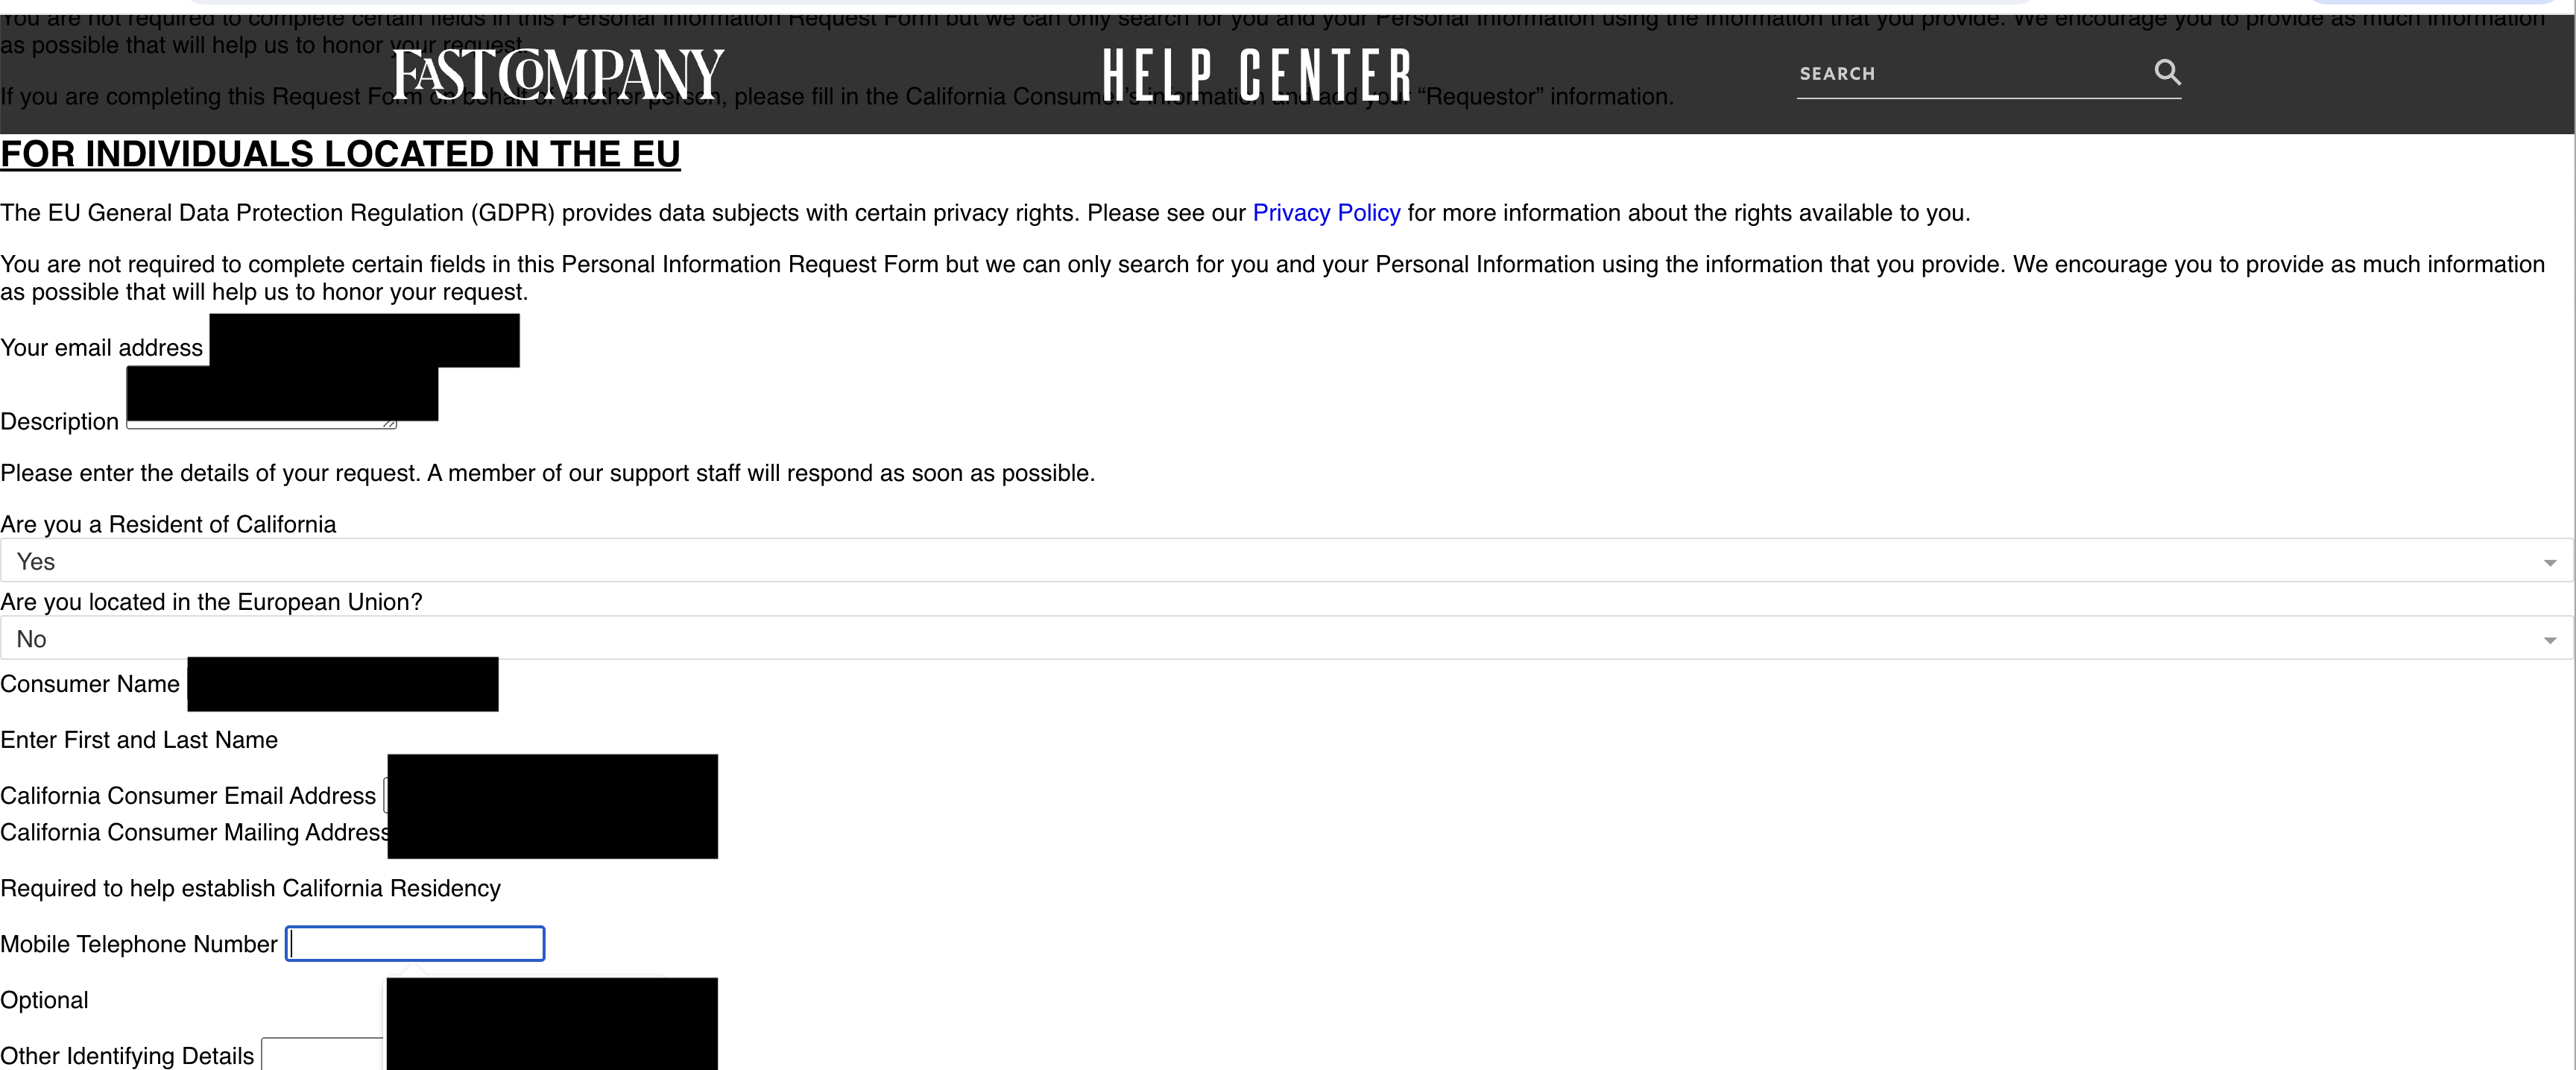 You are not required to complete certain fields in this Personal Information Request Form but we can only search for you and your Personal Information using the information that you provide. We encourage you to provide as much information
as possible that will help us to honor your request.
FAST COMPANY
HELP CENTER
SEARCH
If you are completing this Request Form on behalf of another person, please fill in the California Consumer's information and add your “Requestor” information.
FOR INDIVIDUALS LOCATED IN THE EU
The EU General Data Protection Regulation (GDPR) provides data subjects with certain privacy rights. Please see our Privacy Policy for more information about the rights available to you.
You are not required to complete certain fields in this Personal Information Request Form but we can only search for you and your Personal Information using the information that you provide. We encourage you to provide as much information
as possible that will help us to honor your request.
Your email address
Description
Please enter the details of your request. A member of our support staff will respond as soon as possible.
Are you a Resident of California
Yes
Are you located in the European Union?
No
Consumer Name
Enter First and Last Name
California Consumer Email Address
California Consumer Mailing Address
Required to help establish California Residency
Mobile Telephone Number
Optional
Other Identifying Details